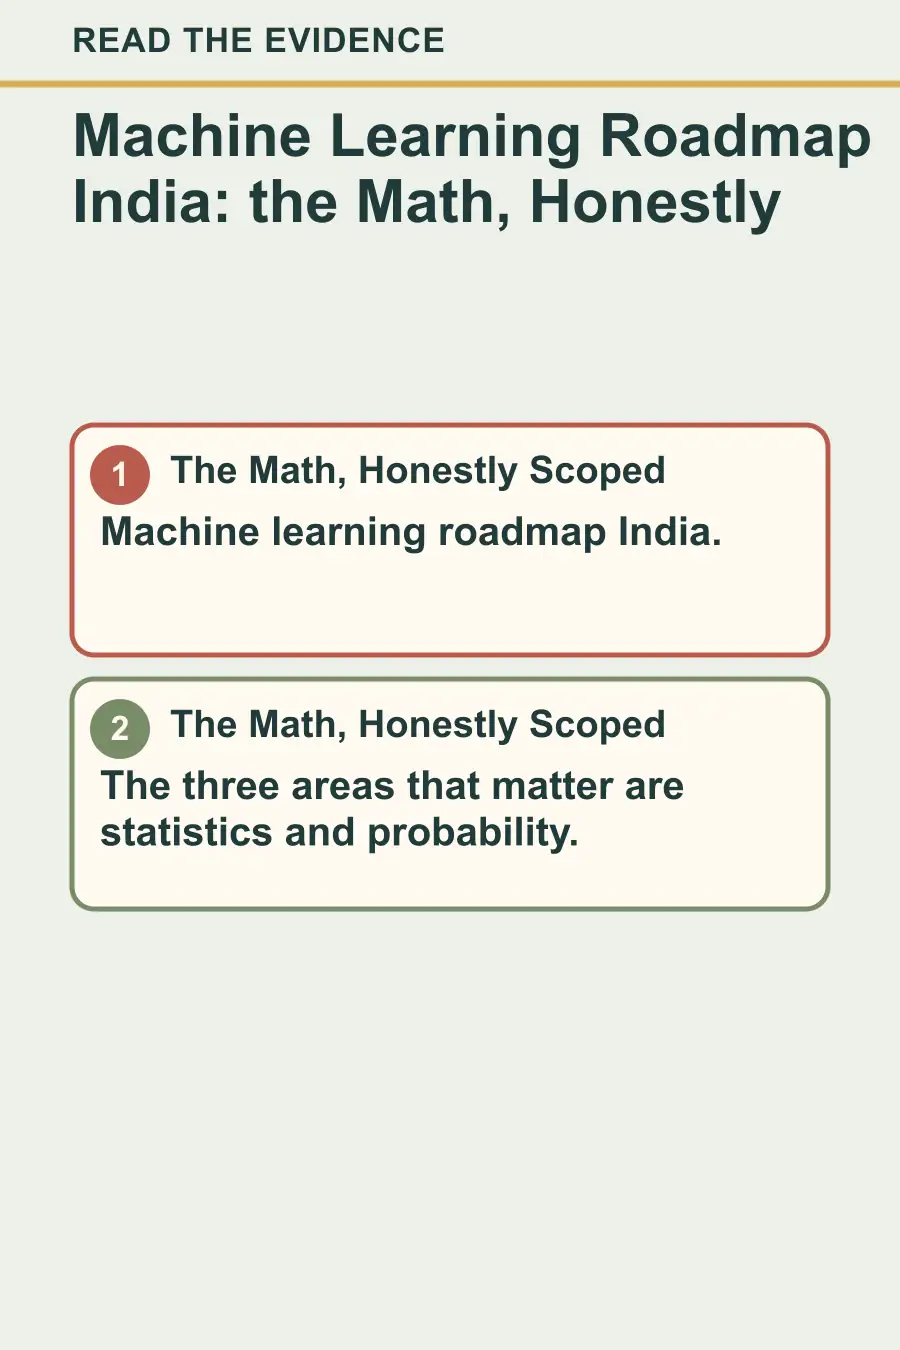 READ THE EVIDENCE
Machine Learning Roadmap
India: the Math, Honestly
1 The Math, Honestly Scoped
Machine learning roadmap India.
2 The Math, Honestly Scoped
The three areas that matter are
statistics and probability.